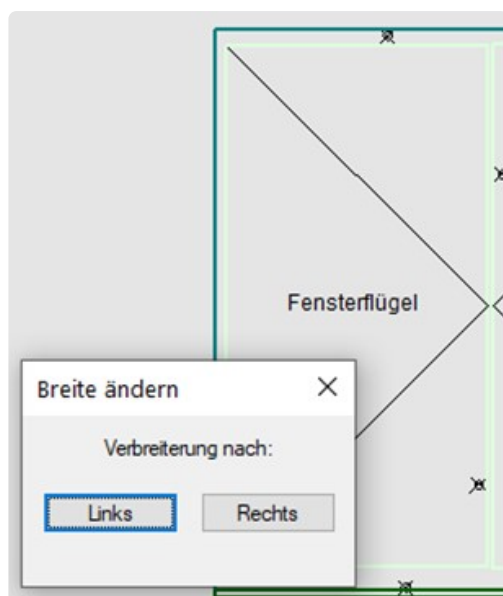 Fensterflügel
Breite ändern
Verbreiterung nach:
Links
Rechts